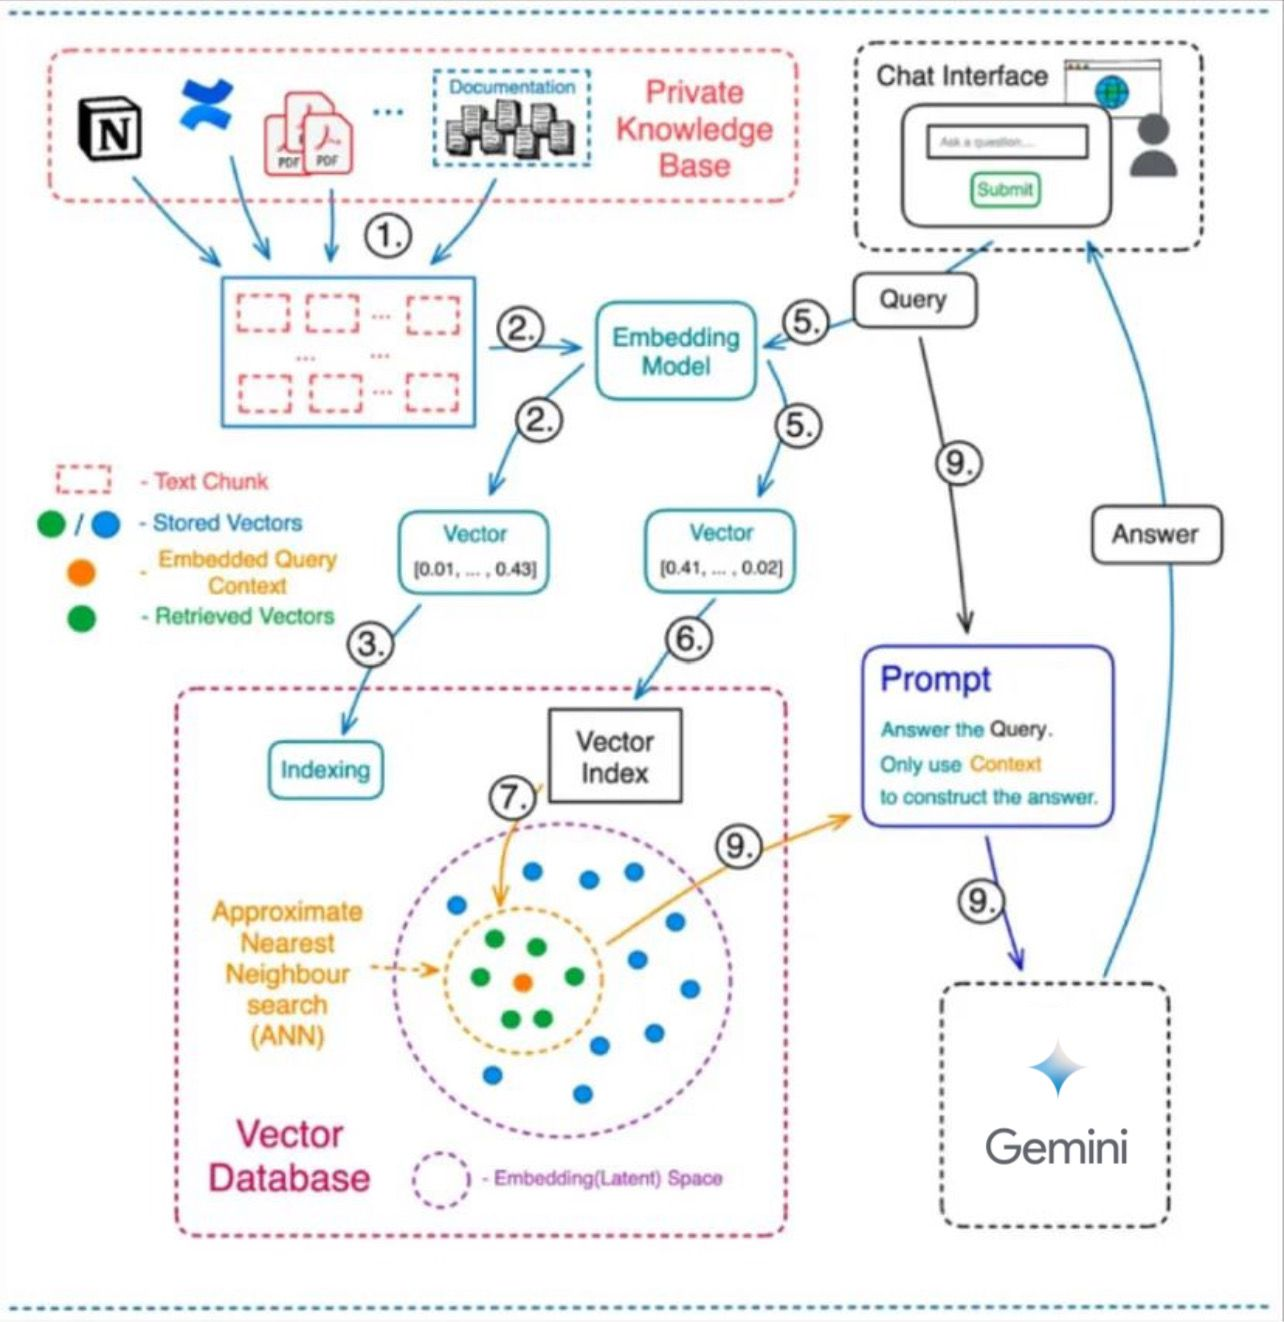 Documentation
Private
Knowledge
Base
N
PDF
PDF
...
Chat Interface
Ask a question....
Submit
1.
Query
...
... ...
...
2.
Embedding
Model
5.
2.
5.
9.
- Text Chunk
/ - Stored Vectors
- Embedded Query
Context
- Retrieved Vectors
Vector
[0.01, ... , 0.43]
Vector
[0.41, ... , 0.02]
Answer
3.
6.
Prompt
Answer the Query.
Only use Context
to construct the answer.
Indexing
Vector
Index
7.
9.
9.
Approximate
Nearest
Neighbour
search
(ANN)
Vector
Database
- Embedding(Latent) Space
Gemini